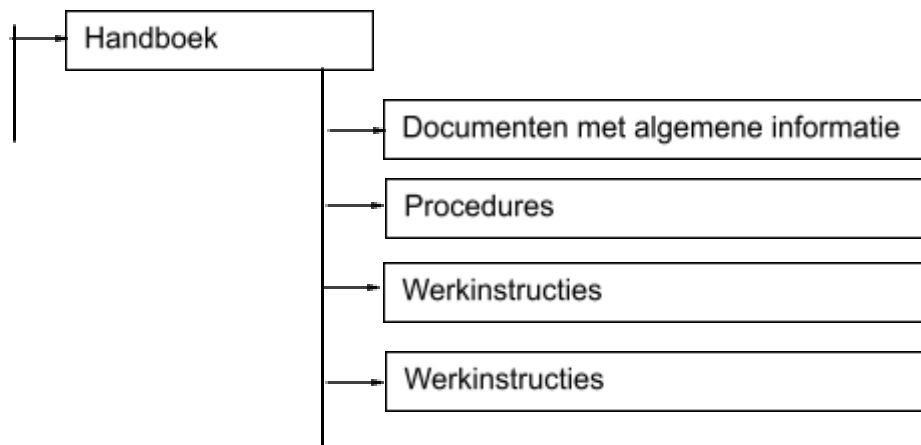 Handboek
Documenten met algemene informatie
Procedures
Werkinstructies
Werkinstructies